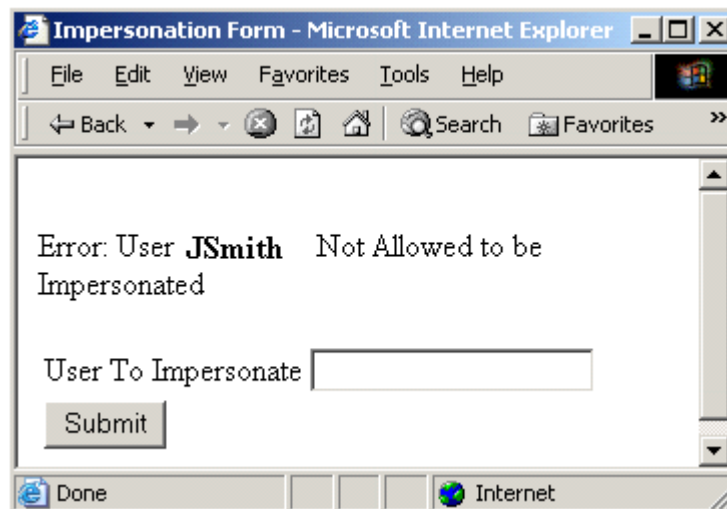 Impersonation Form - Microsoft Internet Explorer
File Edit View Favorites Tools Help
Back Search Favorites »
Error: User JSmith Not Allowed to be
Impersonated
User To Impersonate
Submit
Done Internet